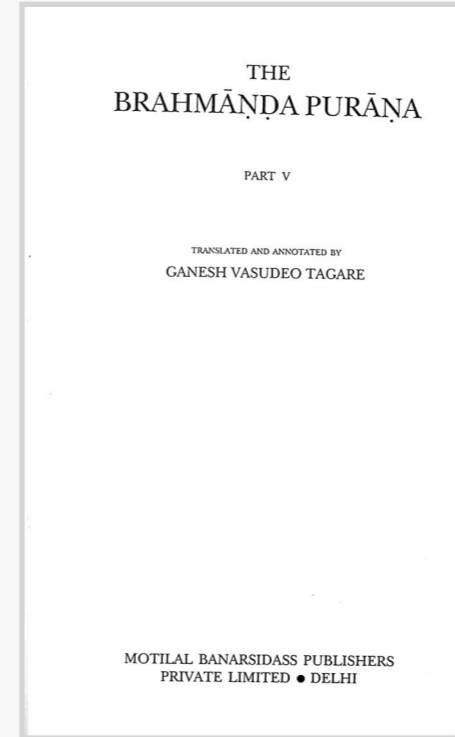 THE
BRAHMĀṆḌA PURĀṆA
PART V
TRANSLATED AND ANNOTATED BY
GANESH VASUDEO TAGARE
MOTILAL BANARSIDASS PUBLISHERS
PRIVATE LIMITED ● DELHI